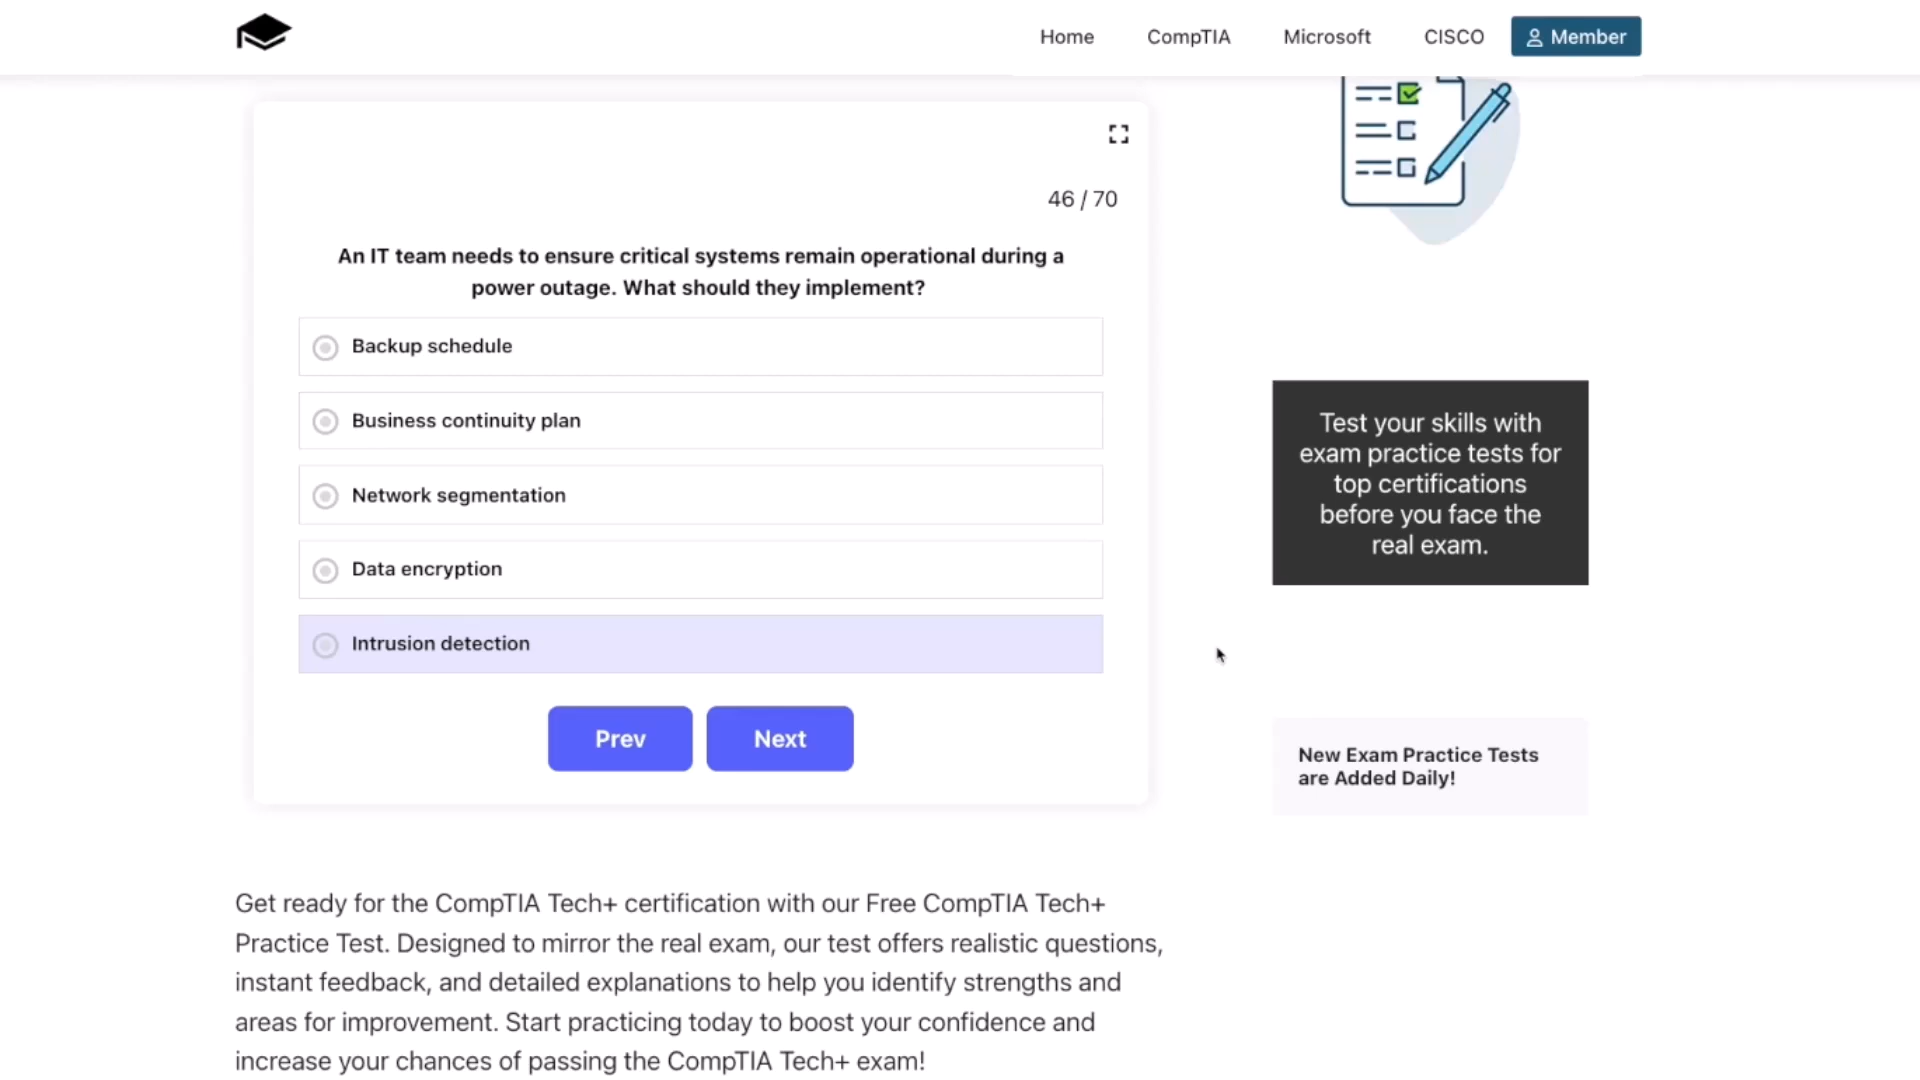 Home
CompTIA
Microsoft
CISCO
Member
46 / 70
An IT team needs to ensure critical systems remain operational during a
power outage. What should they implement?
Backup schedule
Business continuity plan
Network segmentation
Data encryption
Intrusion detection
Prev
Next
Test your skills with
exam practice tests for
top certifications
before you face the
real exam.
New Exam Practice Tests
are Added Daily!
Get ready for the CompTIA Tech+ certification with our Free CompTIA Tech+
Practice Test. Designed to mirror the real exam, our test offers realistic questions,
instant feedback, and detailed explanations to help you identify strengths and
areas for improvement. Start practicing today to boost your confidence and
increase your chances of passing the CompTIA Tech+ exam!